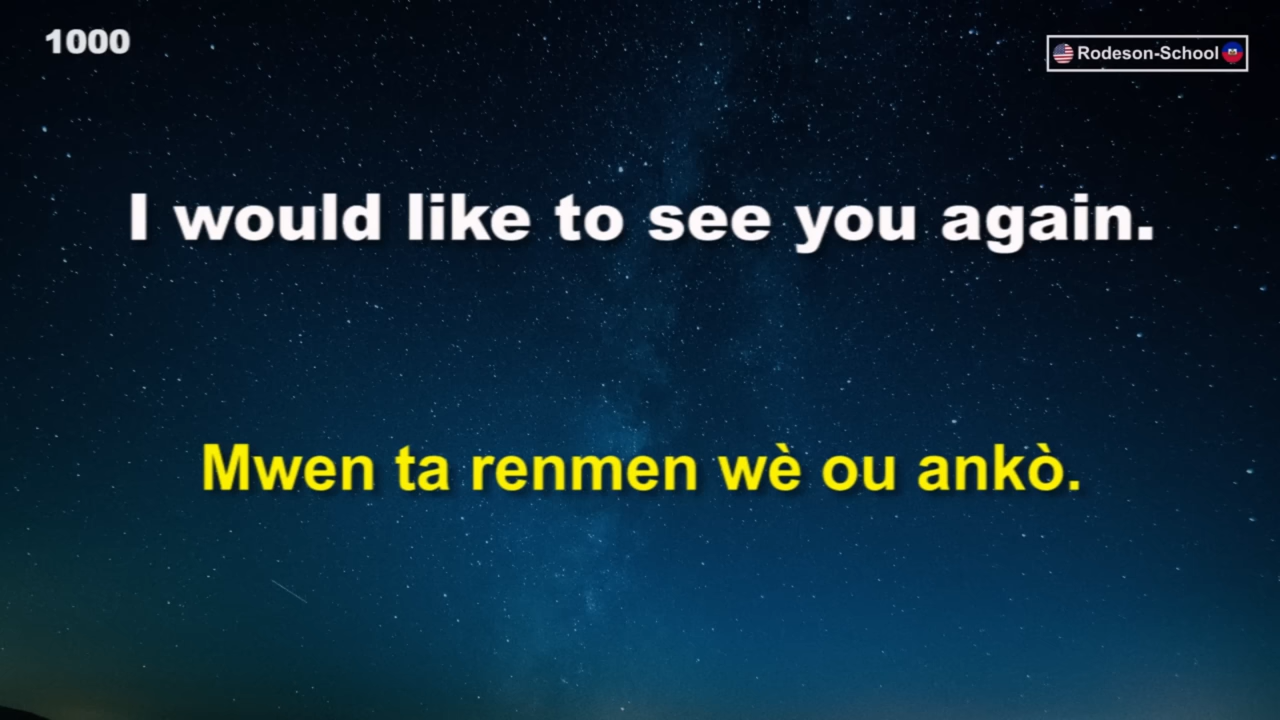 1000
Rodeson-School
I would like to see you again.
Mwen ta renmen wè ou ankò.